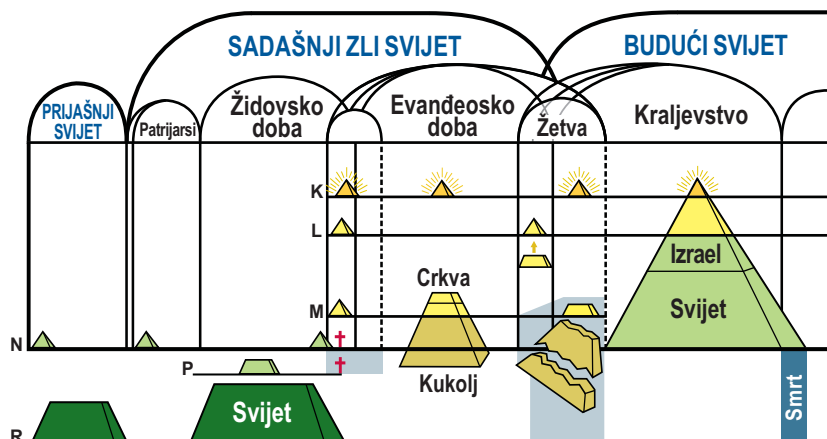 SADAŠNJI ZLI SVIJET
BUDUĆI SVIJET
PRIJAŠNJI
SVIJET
Patrijarsi
Židovsko
doba
Evanđeosko
doba
Žetva
Kraljevstvo
K
L
Izrael
Crkva
M
Svijet
N
P
Kukolj
Svijet
Smrt
R